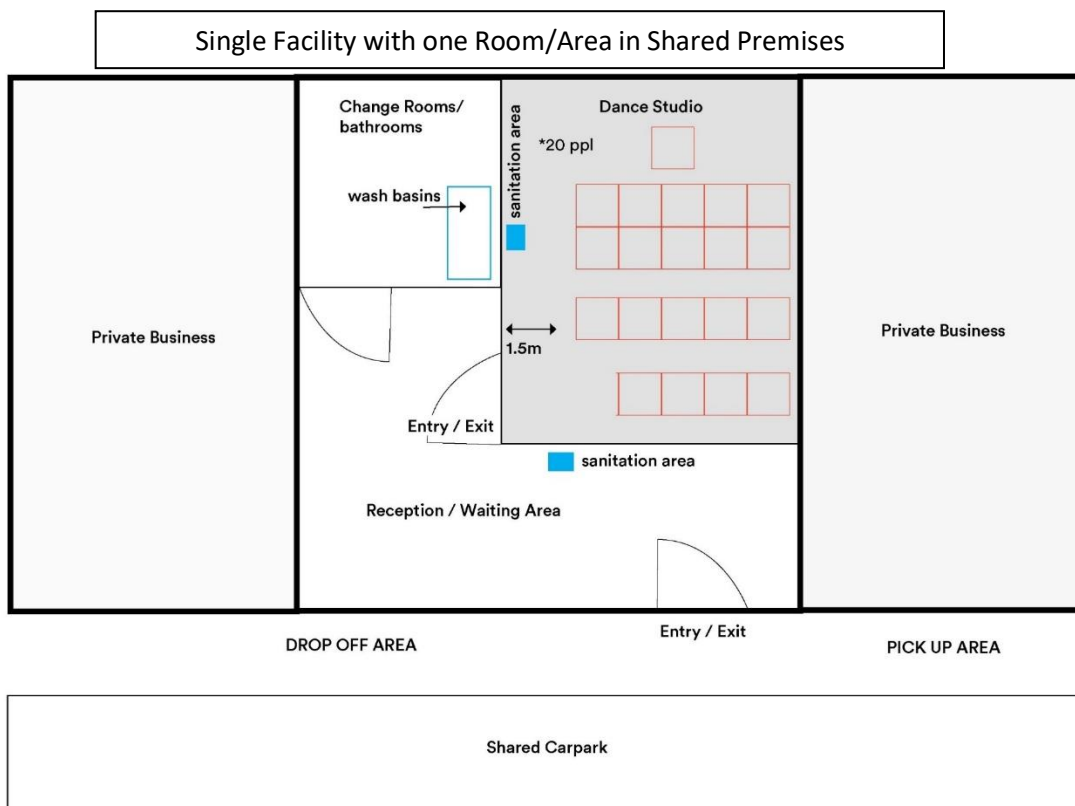 Single Facility with one Room/Area in Shared Premises
Change Rooms/
bathrooms
wash basins
sanitation area
Dance Studio
*20 ppl
Private Business
1.5m
Private Business
Entry / Exit
sanitation area
Reception / Waiting Area
Entry / Exit
DROP OFF AREA
PICK UP AREA
Shared Carpark